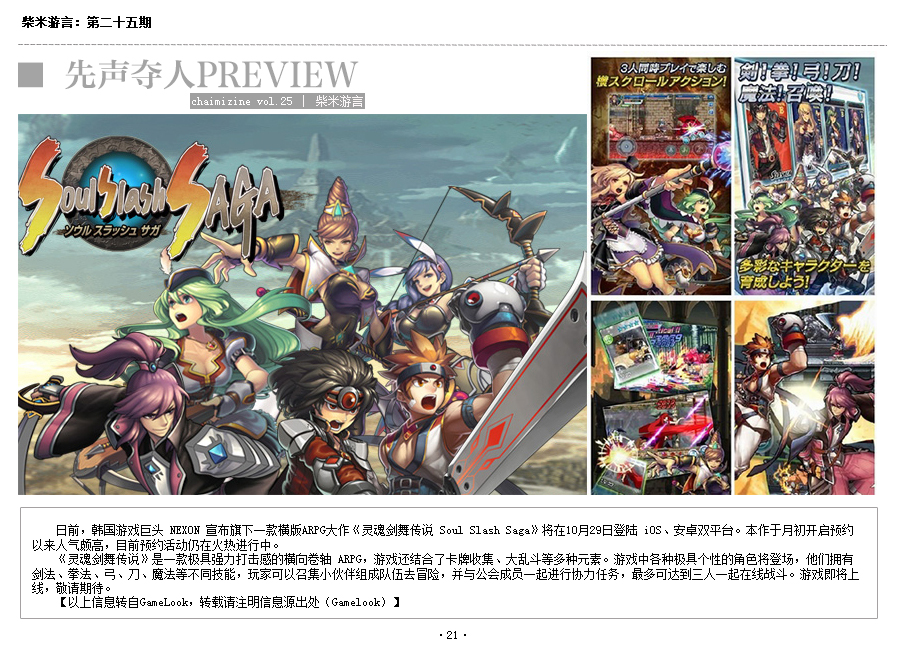 柴米游言：第二十五期
先声夺人PREVIEW
chaimizine vol.25 | 柴米游言
Soul Slash SAGA
ソウル スラッシュ サガ
3人同時プレイで楽しむ
横スクロールアクション!
剣!拳!弓!刀!
魔法!召喚!
多彩なキャラクターを
育成しよう!
日前，韩国游戏巨头 NEXON 宣布旗下一款横版ARPG大作《灵魂剑舞传说 Soul Slash Saga》将在10月29日登陆 iOS、安卓双平台。本作于月初开启预约
以来人气颇高，目前预约活动仍在火热进行中。
《灵魂剑舞传说》是一款极具强力打击感的横向卷轴 ARPG，游戏还结合了卡牌收集、大乱斗等多种元素。游戏中各种极具个性的角色将登场，他们拥有
剑法、拳法、弓、刀、魔法等不同技能，玩家可以召集小伙伴组成队伍去冒险，并与公会成员一起进行协力任务，最多可达到三人一起在线战斗。游戏即将上
线，敬请期待。
【以上信息转自GameLook，转载请注明信息源出处（Gamelook）】
·21·